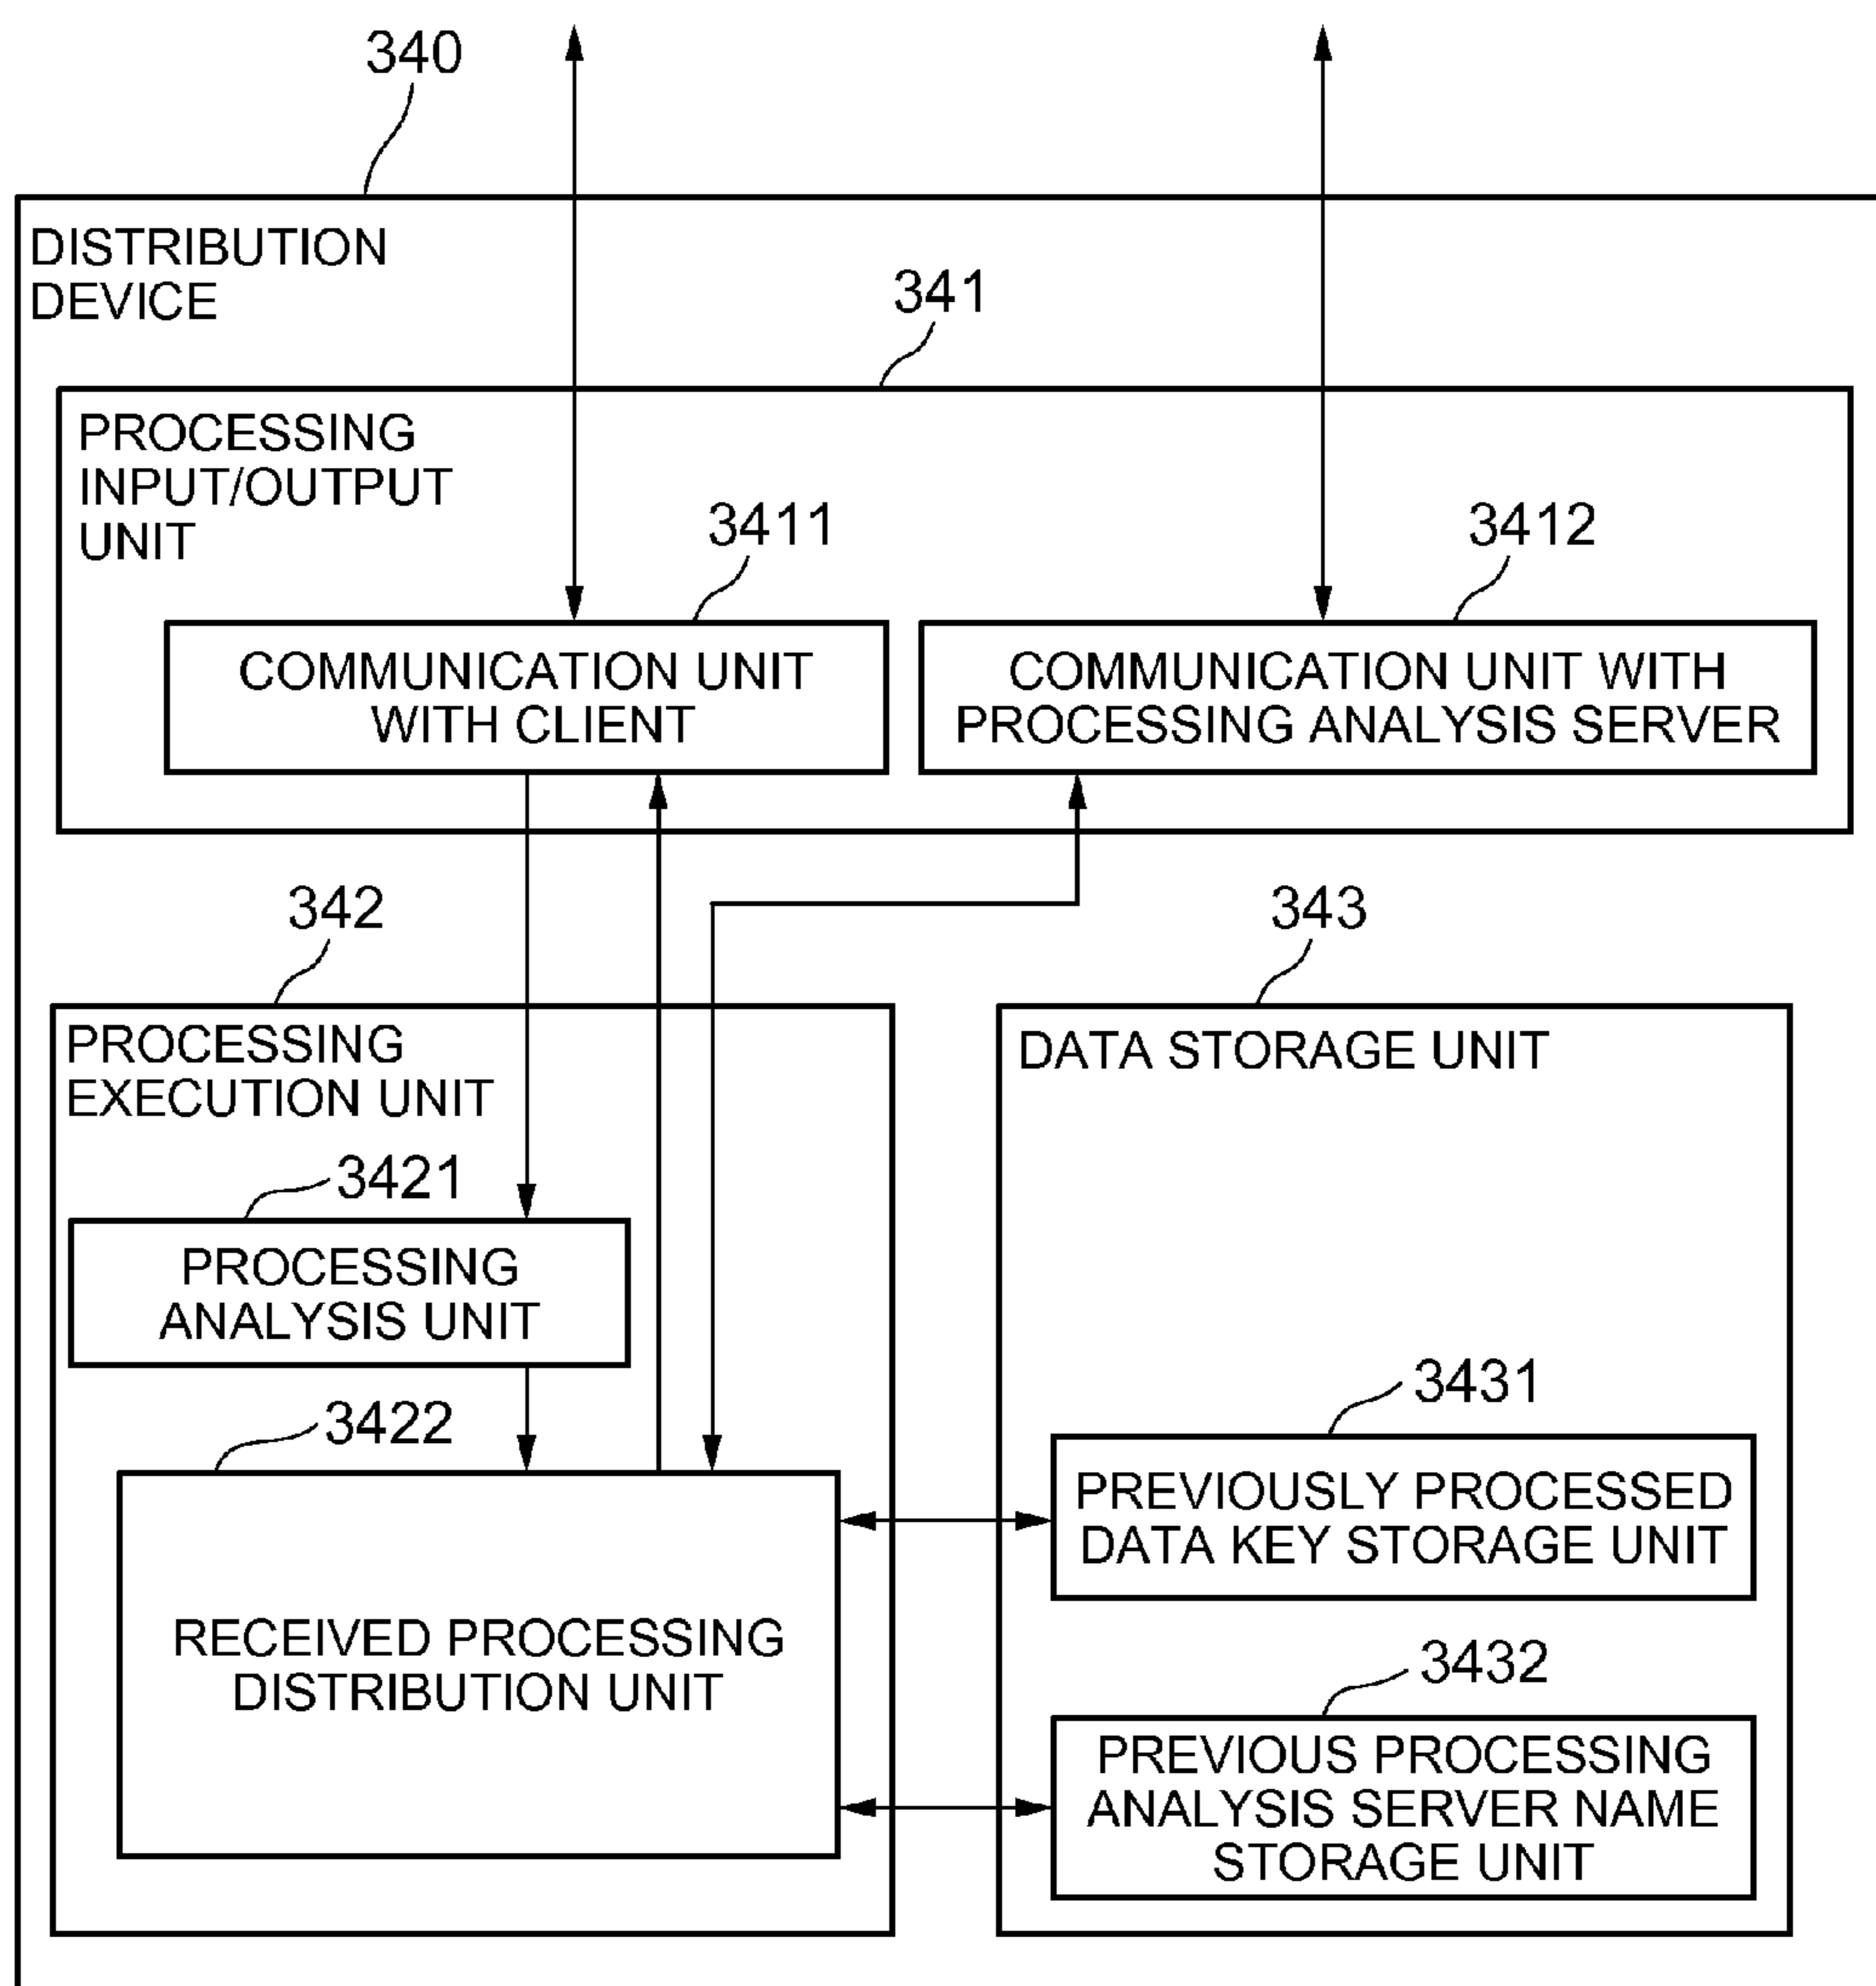 340
DISTRIBUTION
DEVICE
341
PROCESSING
INPUT/OUTPUT
UNIT
3411
3412
COMMUNICATION UNIT
WITH CLIENT
COMMUNICATION UNIT WITH
PROCESSING ANALYSIS SERVER
342
343
PROCESSING
EXECUTION UNIT
DATA STORAGE UNIT
3421
PROCESSING
ANALYSIS UNIT
3422
3431
PREVIOUSLY PROCESSED
DATA KEY STORAGE UNIT
RECEIVED PROCESSING
DISTRIBUTION UNIT
3432
PREVIOUS PROCESSING
ANALYSIS SERVER NAME
STORAGE UNIT